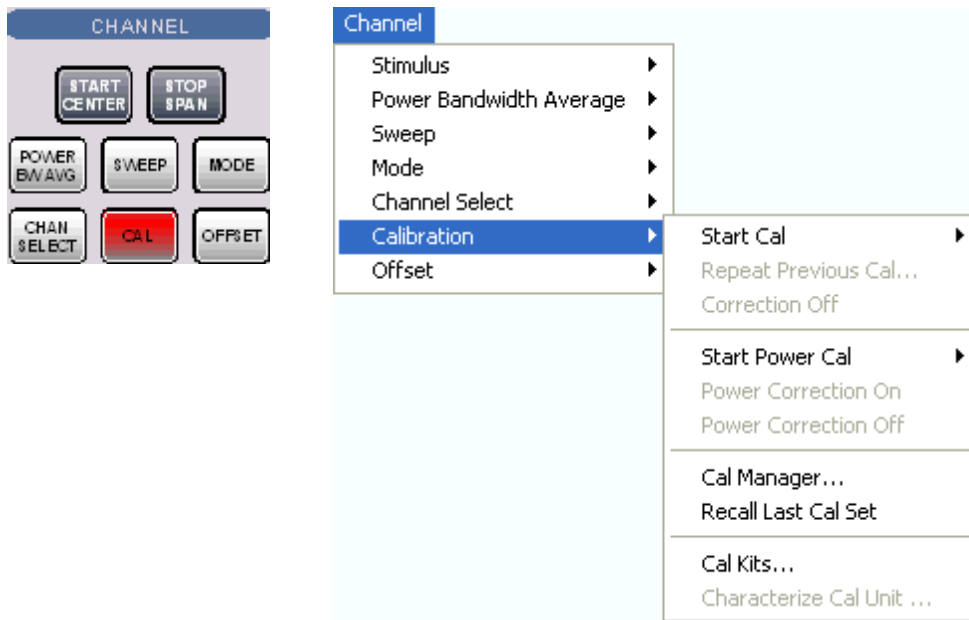 CHANNEL
START
CENTER
STOP
SPAN
POWER
BW AVG
SWEEP
MODE
CHAN
SELECT
CAL
OFFSET
Channel
Stimulus
Power Bandwidth Average
Sweep
Mode
Channel Select
Calibration
Offset
Start Cal
Repeat Previous Cal...
Correction Off
Start Power Cal
Power Correction On
Power Correction Off
Cal Manager...
Recall Last Cal Set
Cal Kits...
Characterize Cal Unit ...